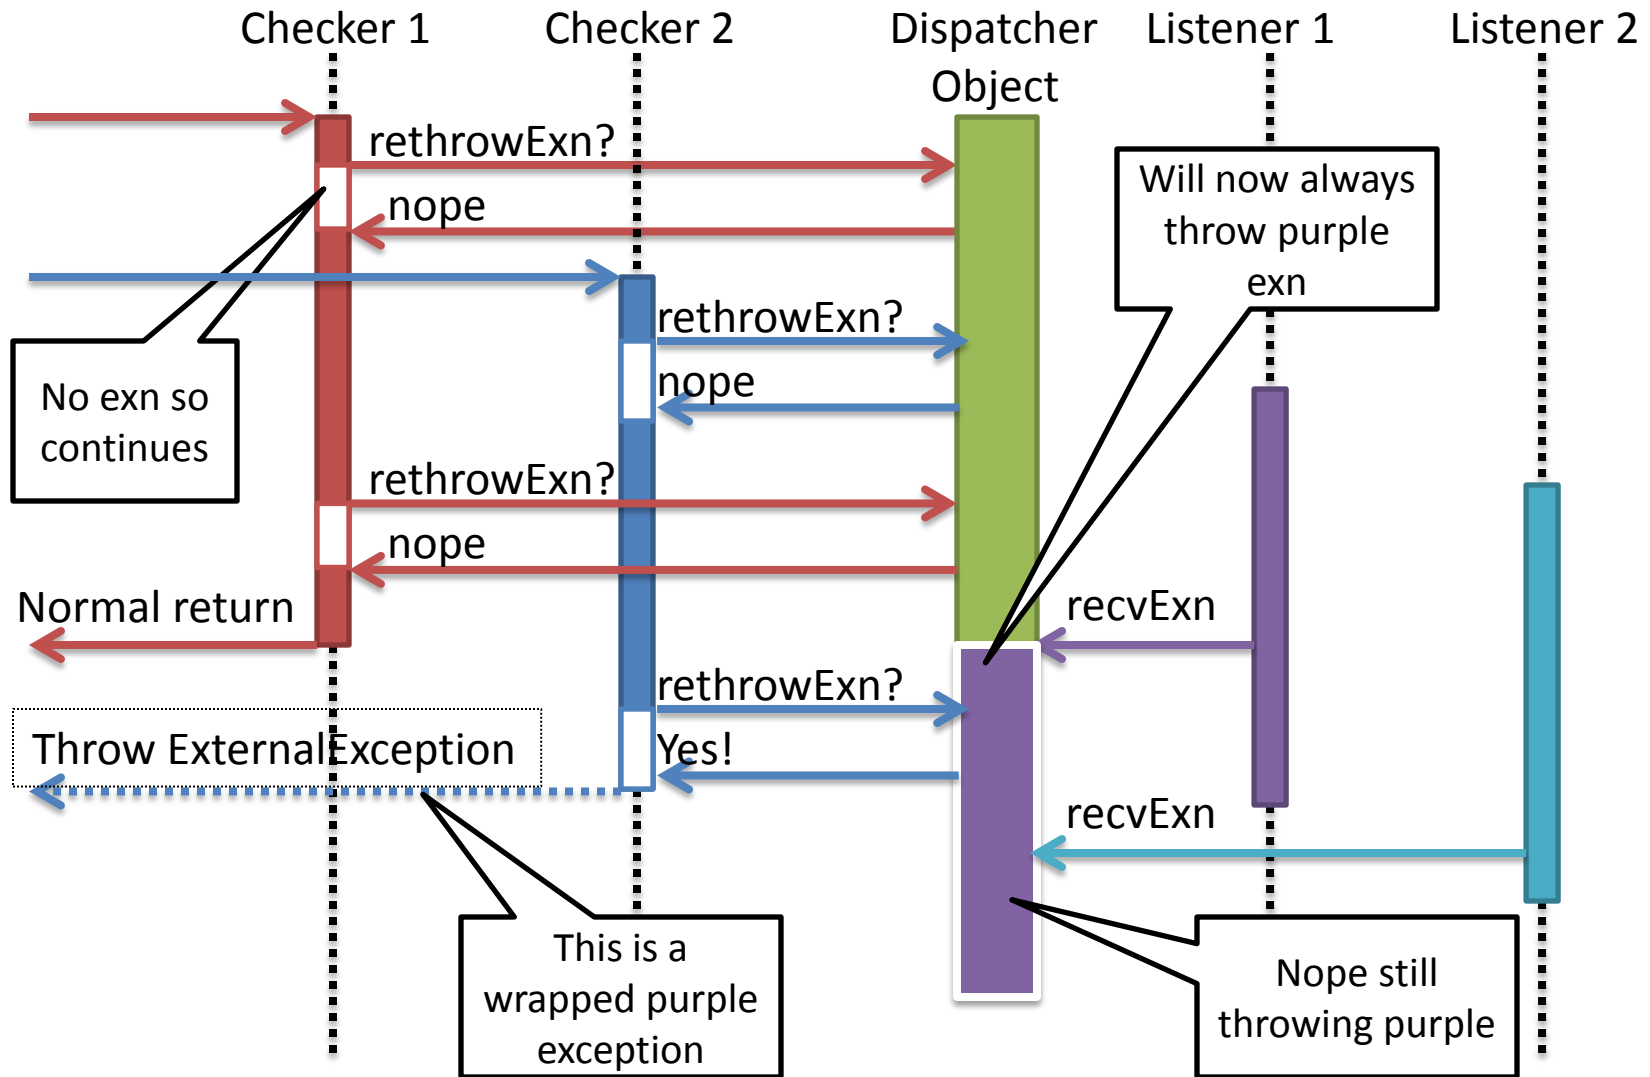 Checker 1
Checker 2
Dispatcher
Object
Listener 1
Listener 2
rethrowExn?
nope
Will now always
throw purple
exn
rethrowExn?
nope
No exn so
continues
rethrowExn?
nope
Normal return
recvExn
rethrowExn?
Throw ExternalException
Yes!
recvExn
This is a
wrapped purple
exception
Nope still
throwing purple